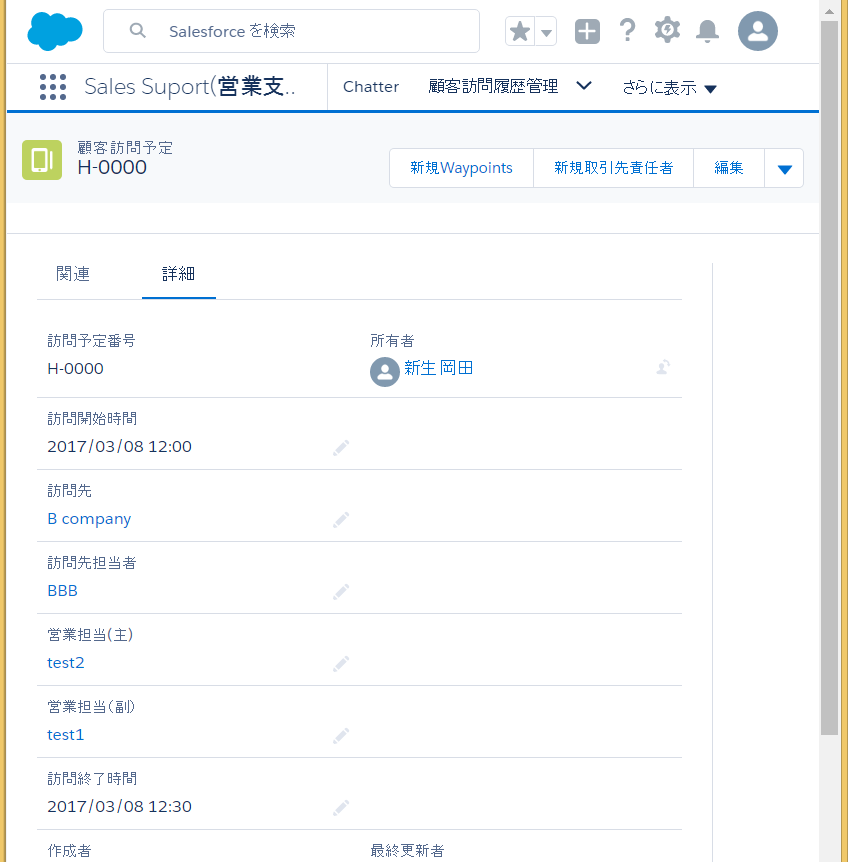 Salesforce を検索
Sales Suport(営業支..
Chatter
顧客訪問履歴管理
さらに表示
顧客訪問予定
H-0000
新規Waypoints
新規取引先責任者
編集
関連
詳細
訪問予定番号
H-0000
所有者
新生 岡田
訪問開始時間
2017/03/08 12:00
訪問先
B company
訪問先担当者
BBB
営業担当(主)
test2
営業担当(副)
test1
訪問終了時間
2017/03/08 12:30
作成者
最終更新者